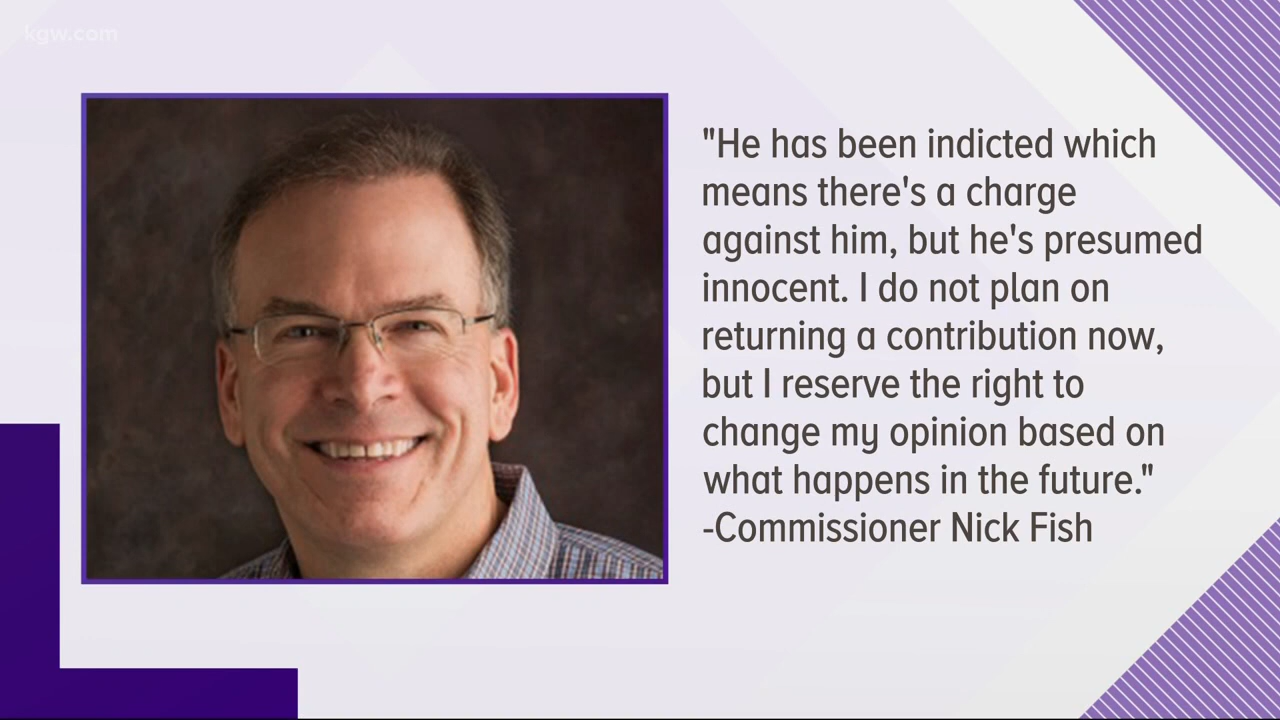 kgw.com
"He has been indicted which
means there's a charge
against him, but he's presumed
innocent. I do not plan on
returning a contribution now,
but I reserve the right to
change my opinion based on
what happens in the future."
-Commissioner Nick Fish